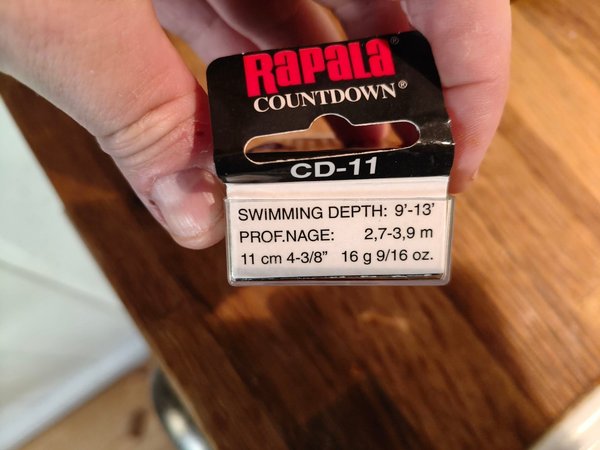 RAPALA®
COUNTDOWN®
CD-11
SWIMMING DEPTH: 9'-13'
PROF.NAGE: 2,7-3,9 m
11 cm 4-3/8" 16 g 9/16 oz.